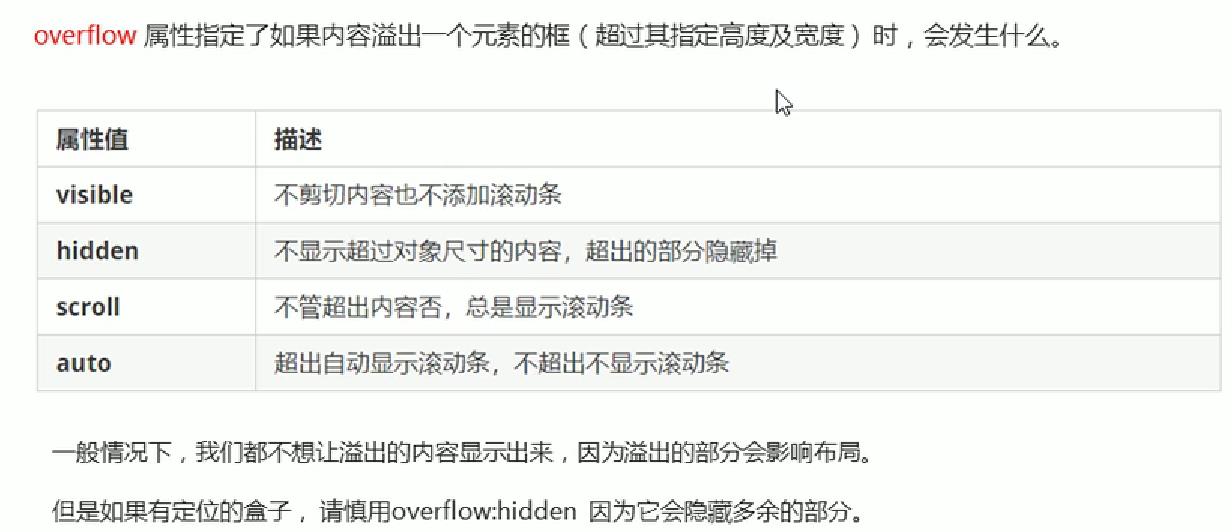 overflow 属性指定了如果内容溢出一个元素的框（超过其指定高度及宽度）时，会发生什么。
属性值 描述
visible 不剪切内容也不添加滚动条
hidden 不显示超过对象尺寸的内容，超出的部分隐藏掉
scroll 不管超出内容否，总是显示滚动条
auto 超出自动显示滚动条，不超出不显示滚动条
一般情况下，我们都不想让溢出的内容显示出来，因为溢出的部分会影响布局。
但是如果有定位的盒子，请慎用overflow:hidden 因为它会隐藏多余的部分。